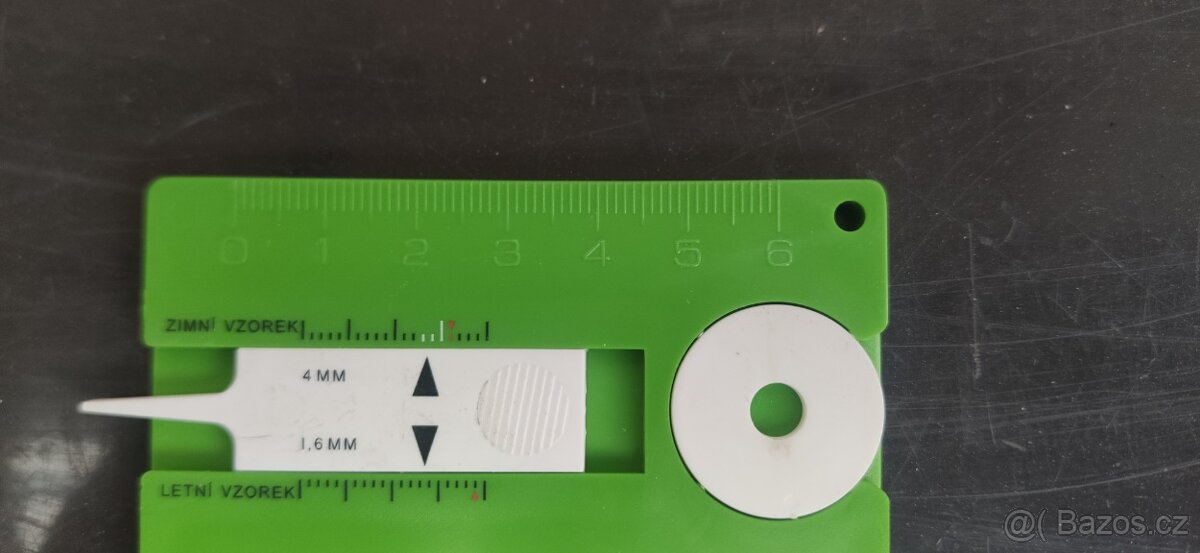 0 1 2 3 4 5 6
ZIMNÍ VZOREK
4 MM
1,6 MM
LETNÍ VZOREK
@( Bazos.cz